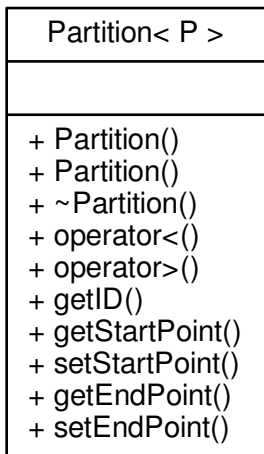 Partition< P >
+ Partition()
+ Partition()
+ ~Partition()
+ operator<()
+ operator>()
+ getID()
+ getStartPoint()
+ setStartPoint()
+ getEndPoint()
+ setEndPoint()